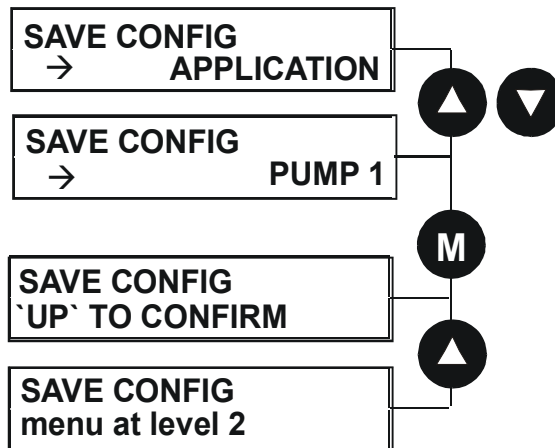 SAVE CONFIG
→ APPLICATION
SAVE CONFIG
→ PUMP 1
M
SAVE CONFIG
`UP` TO CONFIRM
SAVE CONFIG
menu at level 2